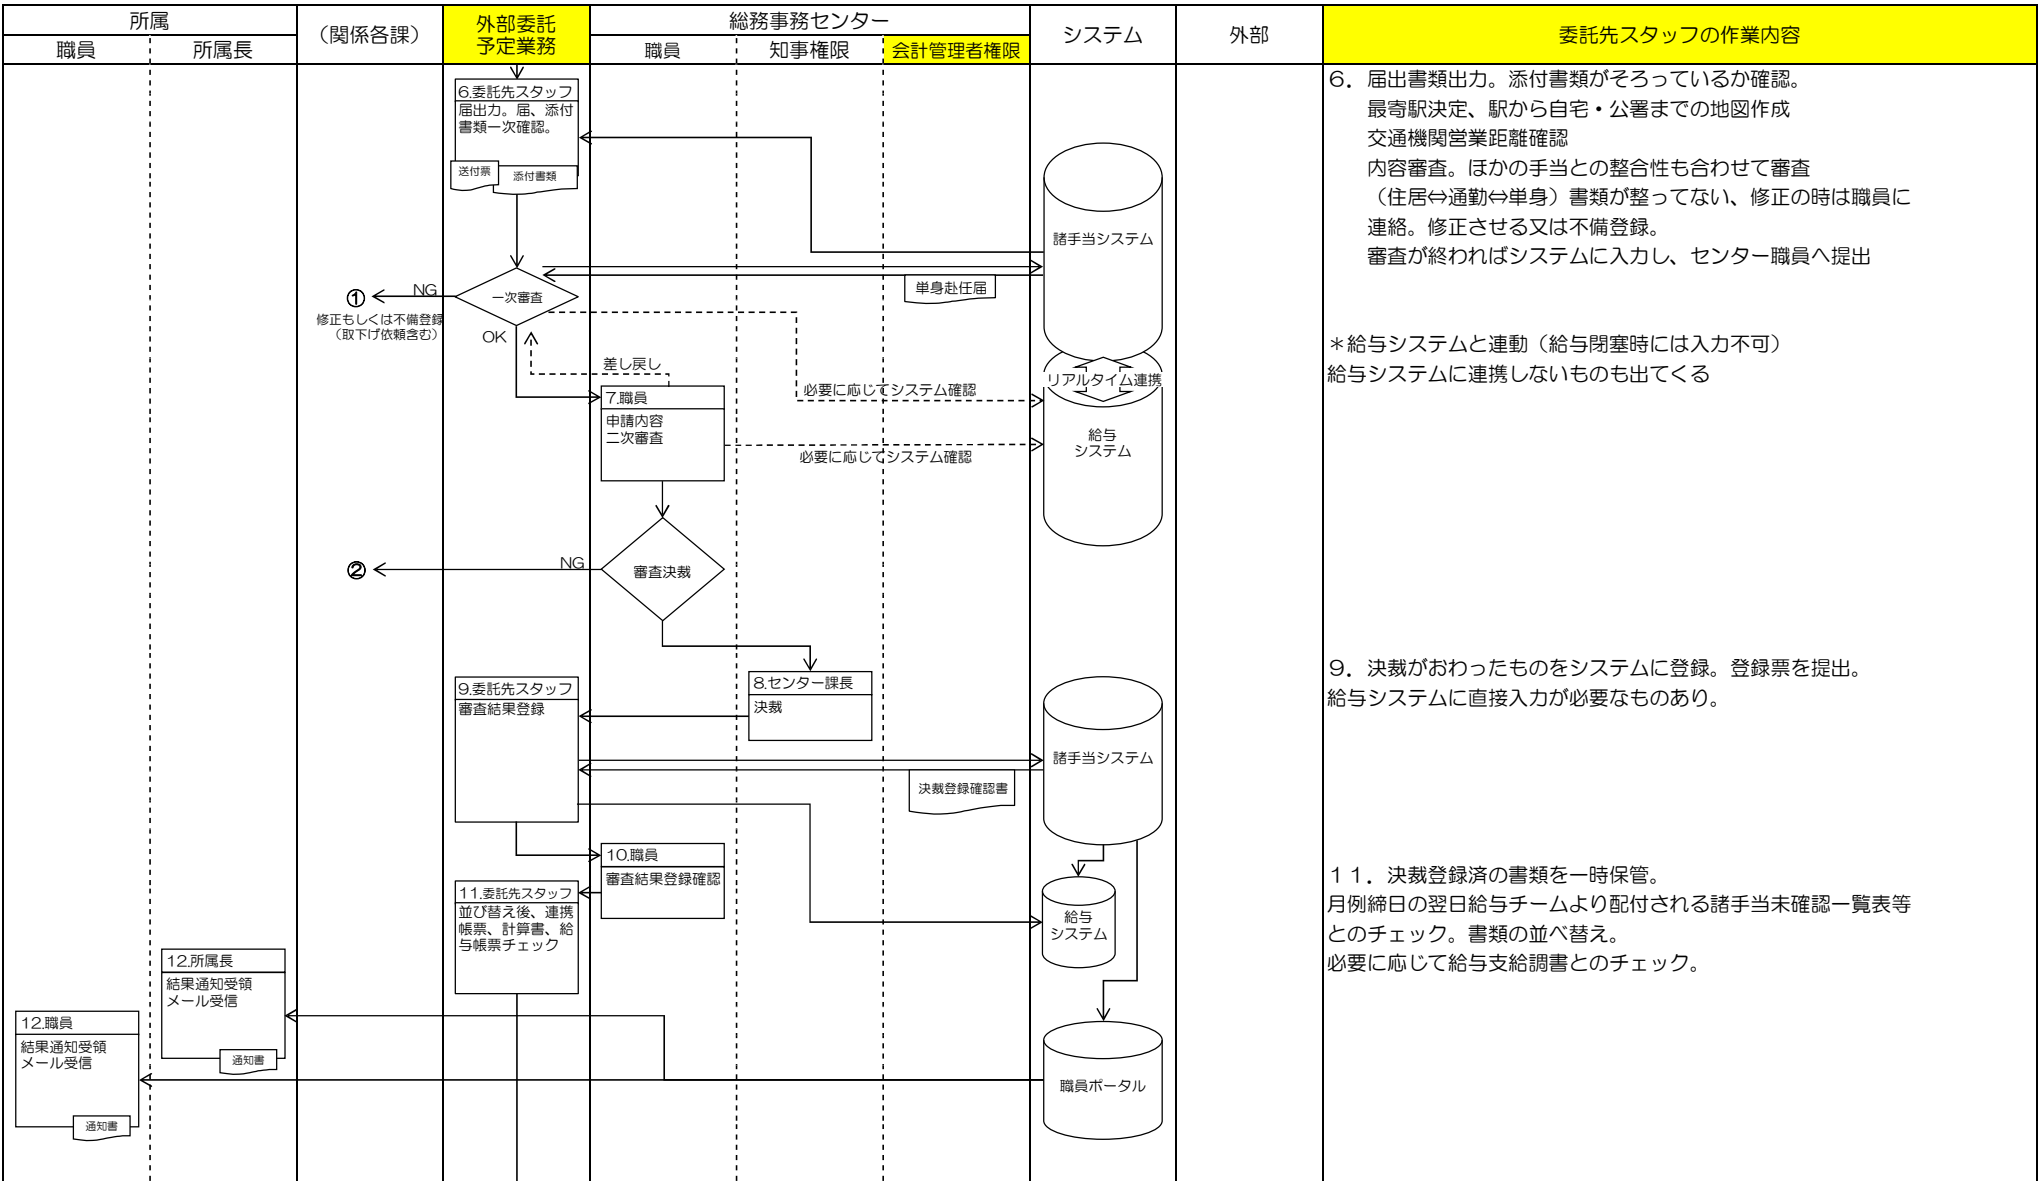 所属
（関係各課）
外部委託
予定業務
総務事務センター
システム
外部
委託先スタッフの作業内容
職員
所属長
職員
知事権限
会計管理者権限
6.委託先スタッフ
届出力。届、添付
書類一次確認。
送付票
添付書類
諸手当システム
一次審査
NG
①
修正もしくは不備登録
（取下げ依頼含む）
OK
単身赴任届
差し戻し
必要に応じてシステム確認
リアルタイム連携
7.職員
申請内容
二次審査
必要に応じてシステム確認
給与
システム
審査決裁
NG
②
8.センター課長
決裁
9.委託先スタッフ
審査結果登録
諸手当システム
決裁登録確認書
10.職員
審査結果登録確認
11.委託先スタッフ
並び替え後、連携
帳票、計算書、給
与帳票チェック
給与
システム
12.所属長
結果通知受領
メール受信
通知書
12.職員
結果通知受領
メール受信
通知書
職員ポータル
６．届出書類出力。添付書類がそろっているか確認。
最寄駅決定、駅から自宅・公署までの地図作成
交通機関営業距離確認
内容審査。ほかの手当との整合性も合わせて審査
（住居⇔通勤⇔単身）書類が整ってない、修正の時は職員に
連絡。修正させる又は不備登録。
審査が終わればシステムに入力し、センター職員へ提出
＊給与システムと連動（給与閉塞時には入力不可）
給与システムに連携しないものも出てくる
９．決裁がおわったものをシステムに登録。登録票を提出。
給与システムに直接入力が必要なものあり。
１１．決裁登録済の書類を一時保管。
月例締日の翌日給与チームより配付される諸手当未確認一覧表等
とのチェック。書類の並べ替え。
必要に応じて給与支給調書とのチェック。